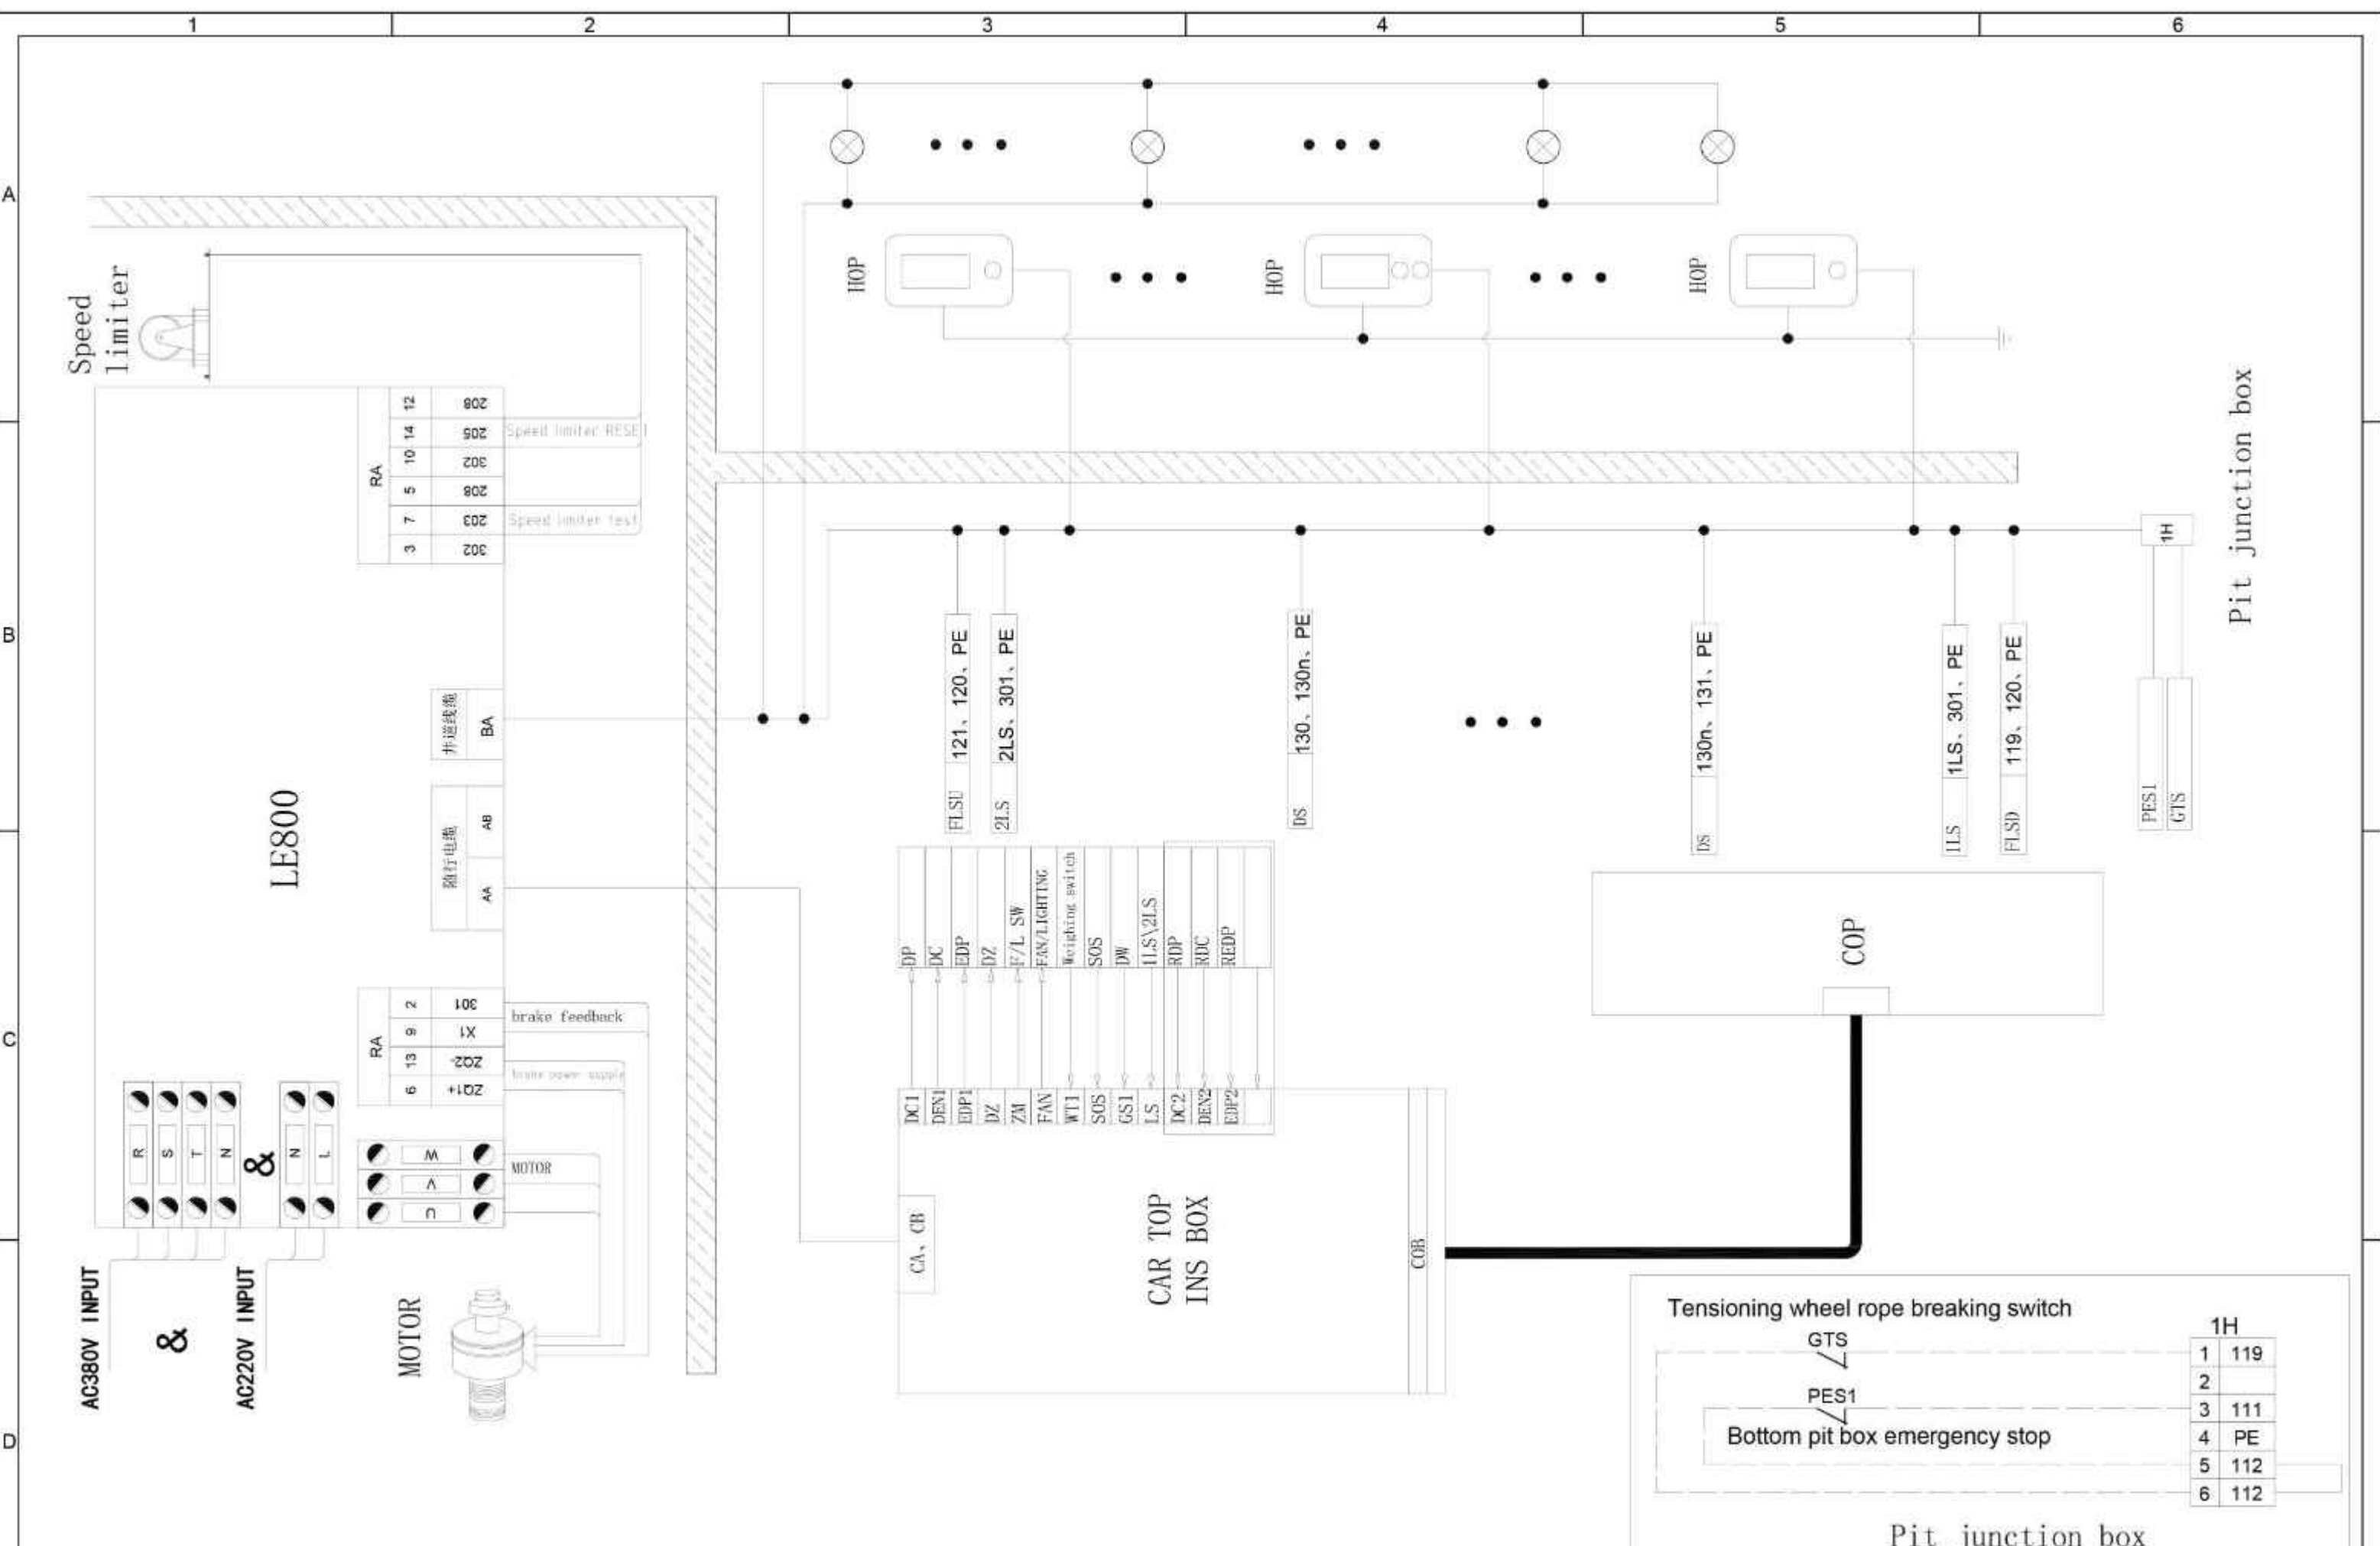 1 2 3 4 5 6
A
B
C
D
Speed
limiter
HOP
HOP
HOP
RA
12 208
14 205
10 302
5 208
7 203
3 302
Speed limiter RESET
Speed limiter test
Pit junction box
1H
LE800
井道线缆
BA
随行电缆
AB
AA
FLSU 121、120、PE
2LS 2LS、301、PE
DS 130、130n、PE
DS 130n、131、PE
1LS 1LS、301、PE
FLSD 119、120、PE
PES1
GTS
RA
2 301
9 X1
13 ZQ2-
6 ZQ1+
brake feedback
brake power supply
DP
DC
EDP
DZ
F/L SW
FAN/LIGHTING
Weighing switch
SOS
DW
1LS\2LS
RDP
RDC
REDP
DC1
DEN1
EDP1
DZ
ZM
FAN
WT1
SOS
GS1
LS
DC2
DEN2
EDP2
COP
R
S
T
N
&
N
L
W
V
U
MOTOR
AC380V INPUT
&
AC220V INPUT
MOTOR
CA、CB
CAR TOP
INS BOX
COB
Tensioning wheel rope breaking switch
GTS
PES1
Bottom pit box emergency stop
1H
1 119
2
3 111
4 PE
5 112
6 112
Pit junction box